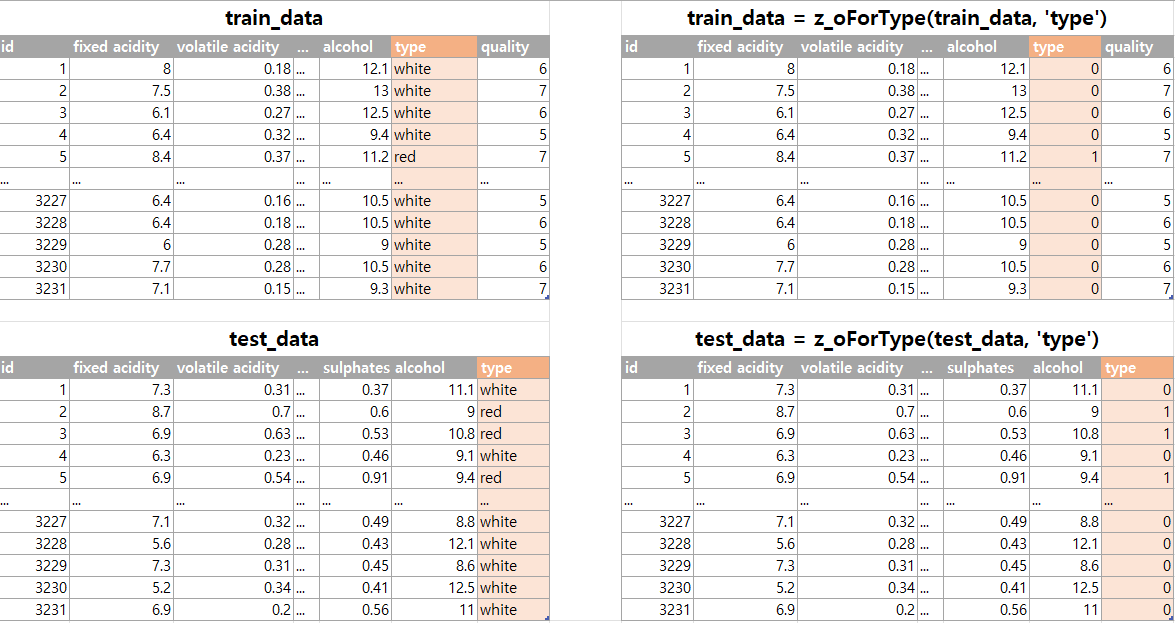 train_data
id fixed acidity volatile acidity ... alcohol type quality
1 8 0.18 ... 12.1 white 6
2 7.5 0.38 ... 13 white 7
3 6.1 0.27 ... 12.5 white 6
4 6.4 0.32 ... 9.4 white 5
5 8.4 0.37 ... 11.2 red 7
... ... ... ... ... ... ...
3227 6.4 0.16 ... 10.5 white 5
3228 6.4 0.18 ... 10.5 white 6
3229 6 0.28 ... 9 white 5
3230 7.7 0.28 ... 10.5 white 6
3231 7.1 0.15 ... 9.3 white 7
train_data = z_oForType(train_data, 'type')
id fixed acidity volatile acidity ... alcohol type quality
1 8 0.18 ... 12.1 0 6
2 7.5 0.38 ... 13 0 7
3 6.1 0.27 ... 12.5 0 6
4 6.4 0.32 ... 9.4 0 5
5 8.4 0.37 ... 11.2 1 7
... ... ... ... ... ... ...
3227 6.4 0.16 ... 10.5 0 5
3228 6.4 0.18 ... 10.5 0 6
3229 6 0.28 ... 9 0 5
3230 7.7 0.28 ... 10.5 0 6
3231 7.1 0.15 ... 9.3 0 7
test_data
id fixed acidity volatile acidity ... sulphates alcohol type
1 7.3 0.31 ... 0.37 11.1 white
2 8.7 0.7 ... 0.6 9 red
3 6.9 0.63 ... 0.53 10.8 red
4 6.3 0.23 ... 0.46 9.1 white
5 6.9 0.54 ... 0.91 9.4 red
... ... ... ... ... ... ...
3227 7.1 0.32 ... 0.49 8.8 white
3228 5.6 0.28 ... 0.43 12.1 white
3229 7.3 0.31 ... 0.45 8.6 white
3230 5.2 0.34 ... 0.41 12.5 white
3231 6.9 0.2 ... 0.56 11 white
test_data = z_oForType(test_data, 'type')
id fixed acidity volatile acidity ... sulphates alcohol type
1 7.3 0.31 ... 0.37 11.1 0
2 8.7 0.7 ... 0.6 9 1
3 6.9 0.63 ... 0.53 10.8 1
4 6.3 0.23 ... 0.46 9.1 0
5 6.9 0.54 ... 0.91 9.4 1
... ... ... ... ... ... ...
3227 7.1 0.32 ... 0.49 8.8 0
3228 5.6 0.28 ... 0.43 12.1 0
3229 7.3 0.31 ... 0.45 8.6 0
3230 5.2 0.34 ... 0.41 12.5 0
3231 6.9 0.2 ... 0.56 11 0